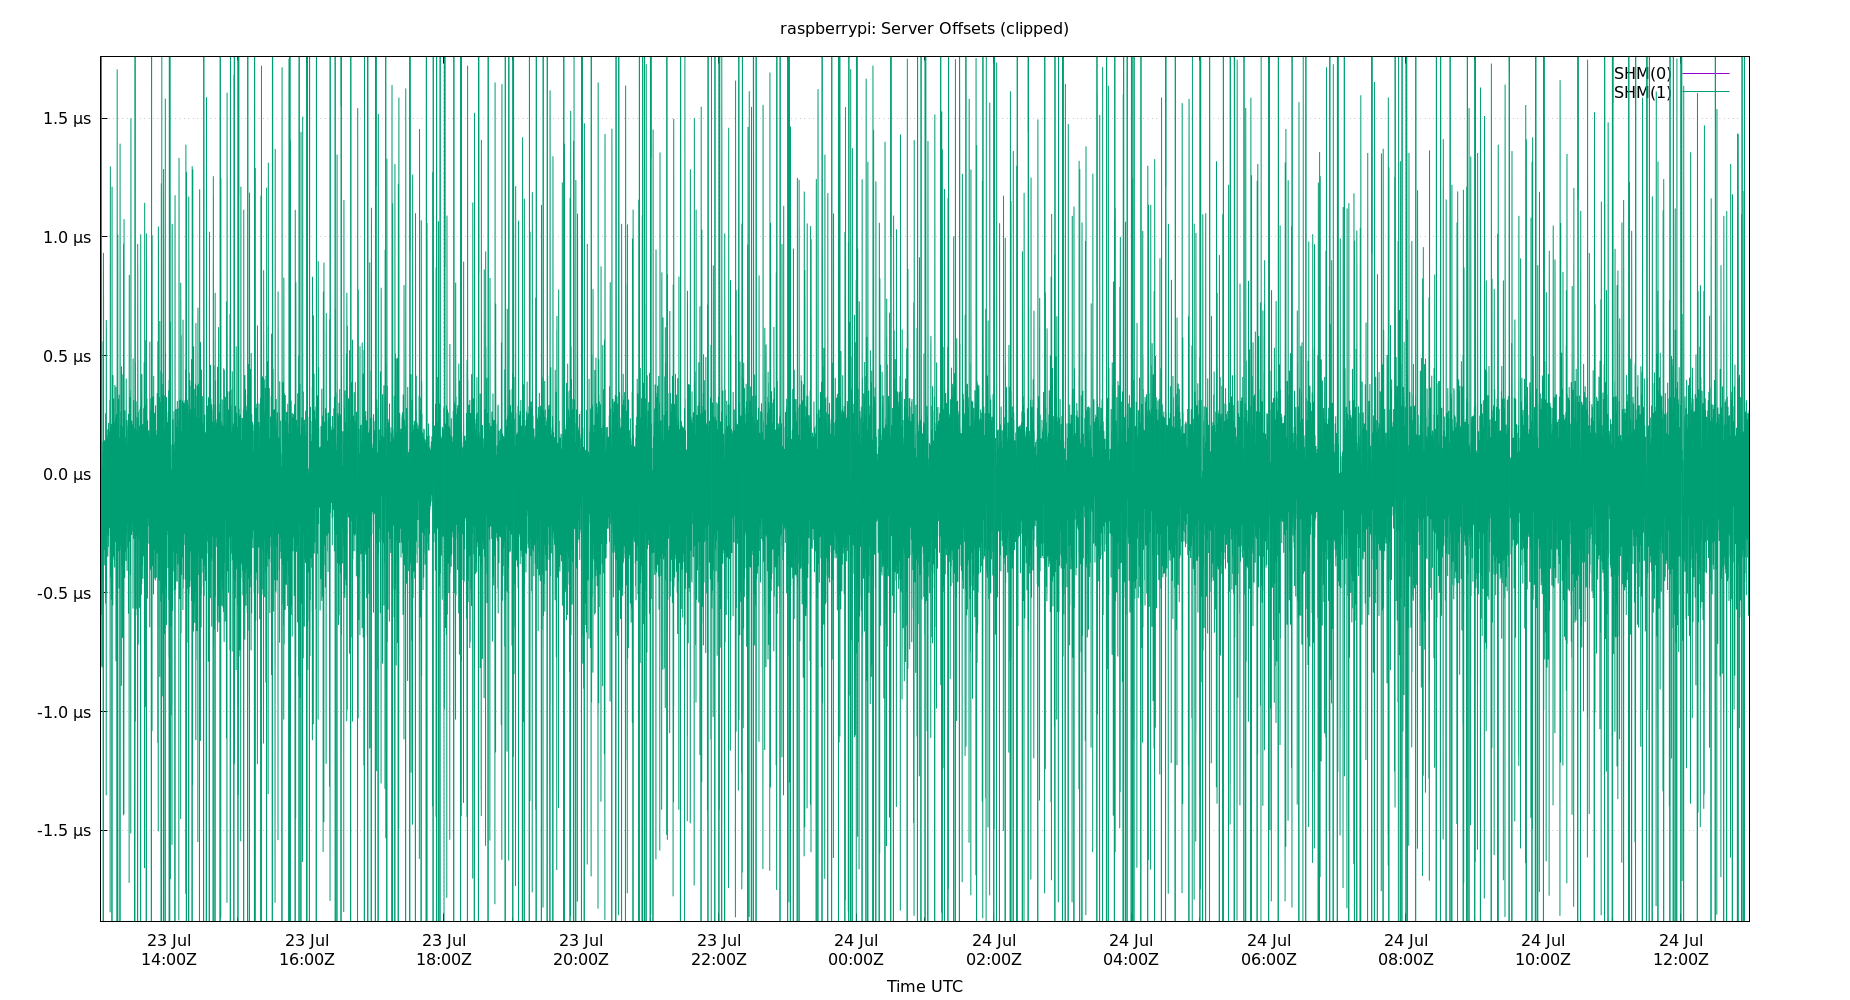 raspberrypi: Server Offsets (clipped)
SHM(0)
SHM(1)
1.5 µs
1.0 µs
0.5 µs
0.0 µs
-0.5 µs
-1.0 µs
-1.5 µs
23 Jul 23 Jul 23 Jul 23 Jul 23 Jul 24 Jul 24 Jul 24 Jul 24 Jul 24 Jul 24 Jul 24 Jul
14:00Z 16:00Z 18:00Z 20:00Z 22:00Z 00:00Z 02:00Z 04:00Z 06:00Z 08:00Z 10:00Z 12:00Z
Time UTC